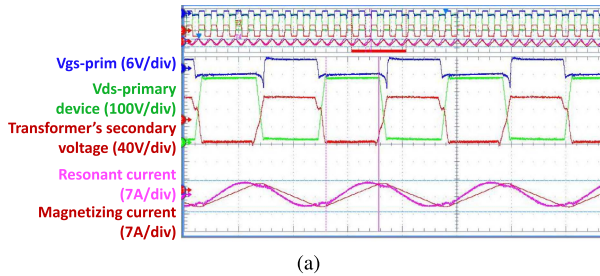 Vgs-prim (6V/div)
Vds-primary
device (100V/div)
Transformer's secondary
voltage (40V/div)
Resonant current
(7A/div)
Magnetizing current
(7A/div)
(a)